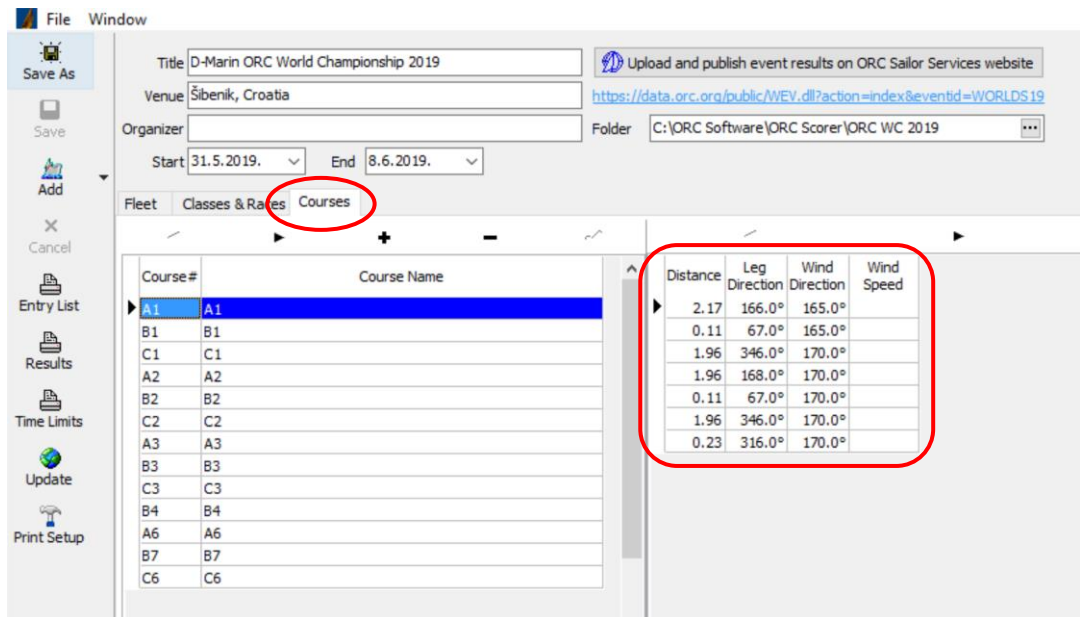 File Window
Save As
Save
Add
Cancel
Entry List
Results
Time Limits
Update
Print Setup
Title D-Marin ORC World Championship 2019
Upload and publish event results on ORC Sailor Services website
Venue Šibenik, Croatia
https://data.orc.org/public/WEV.dll?action=index&eventid=WORLDS19
Organizer
Folder C:\ORC Software\ORC Scorer\ORC WC 2019 ...
Start 31.5.2019. End 8.6.2019.
Fleet Classes & Races Courses
Course# Course Name
A1 A1
B1 B1
C1 C1
A2 A2
B2 B2
C2 C2
A3 A3
B3 B3
C3 C3
B4 B4
A6 A6
B7 B7
C6 C6
Distance Leg Direction Wind Direction Wind Speed
2.17 166.0° 165.0°
0.11 67.0° 165.0°
1.96 346.0° 170.0°
1.96 168.0° 170.0°
0.11 67.0° 170.0°
1.96 346.0° 170.0°
0.23 316.0° 170.0°